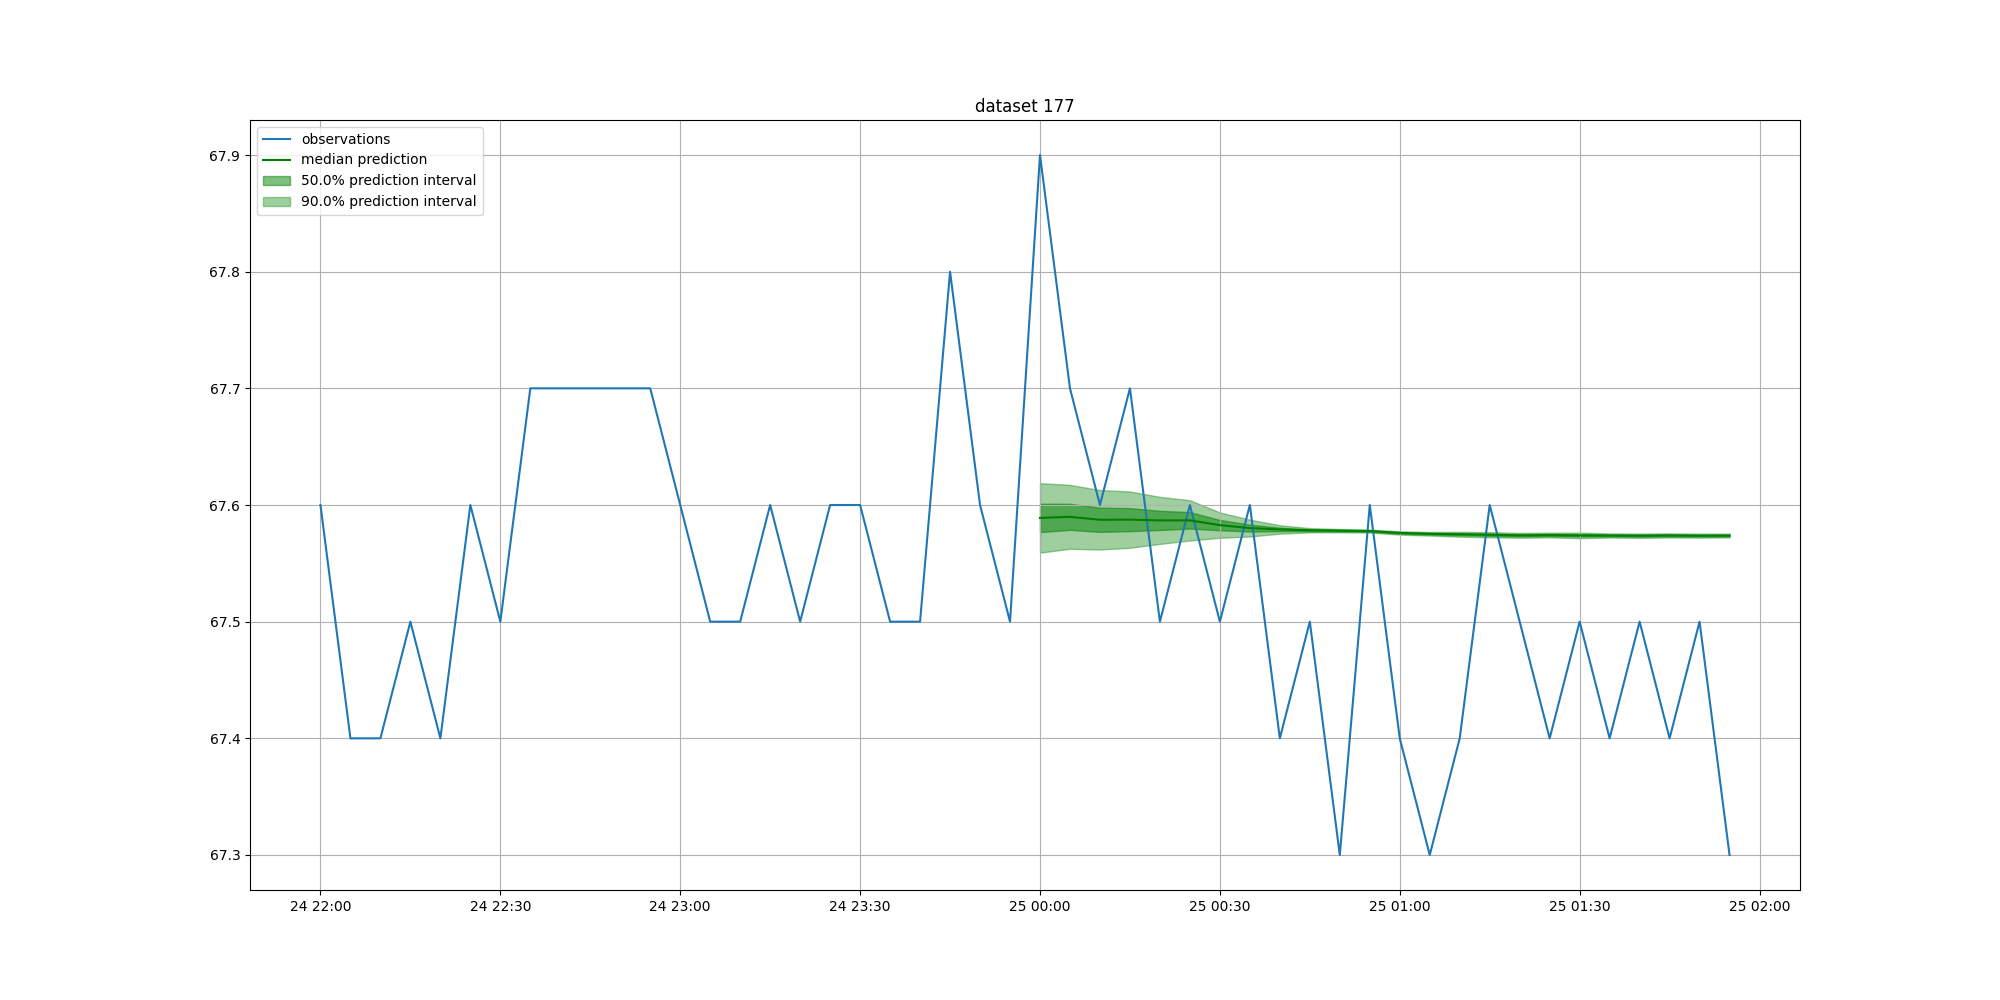 dataset 177
observations
median prediction
50.0% prediction interval
90.0% prediction interval
67.9
67.8
67.7
67.6
67.5
67.4
67.3
24 22:00 24 22:30 24 23:00 24 23:30 25 00:00 25 00:30 25 01:00 25 01:30 25 02:00